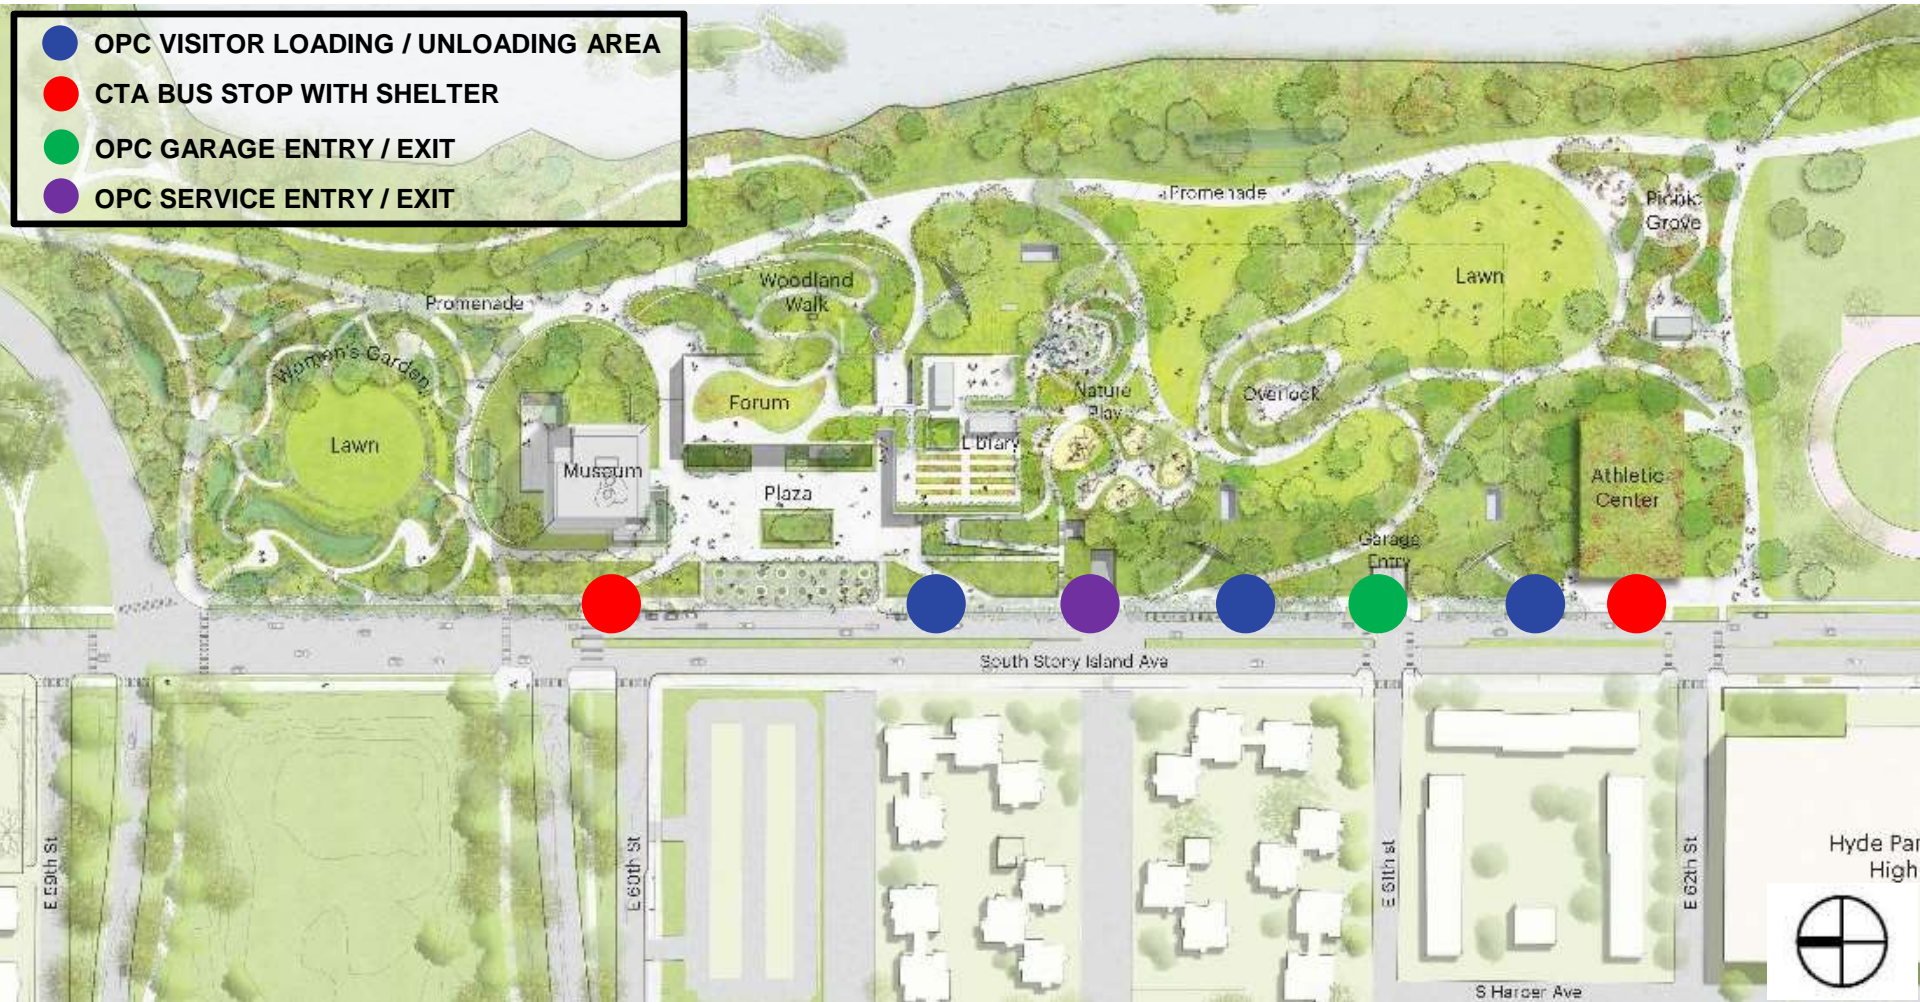 OPC VISITOR LOADING / UNLOADING AREA
CTA BUS STOP WITH SHELTER
OPC GARAGE ENTRY / EXIT
OPC SERVICE ENTRY / EXIT
Promenade
Picnic
Grove
Woodland
Walk
Lawn
Promenade
Women's Garden
Forum
Nature
Play
Overlook
Lawn
Museum
Library
Plaza
Athletic
Center
Garage
Entry
South Stony Island Ave
E 59th St
E 60th St
E 61th st
E 62th St
Hyde Par
High
S Harper Ave